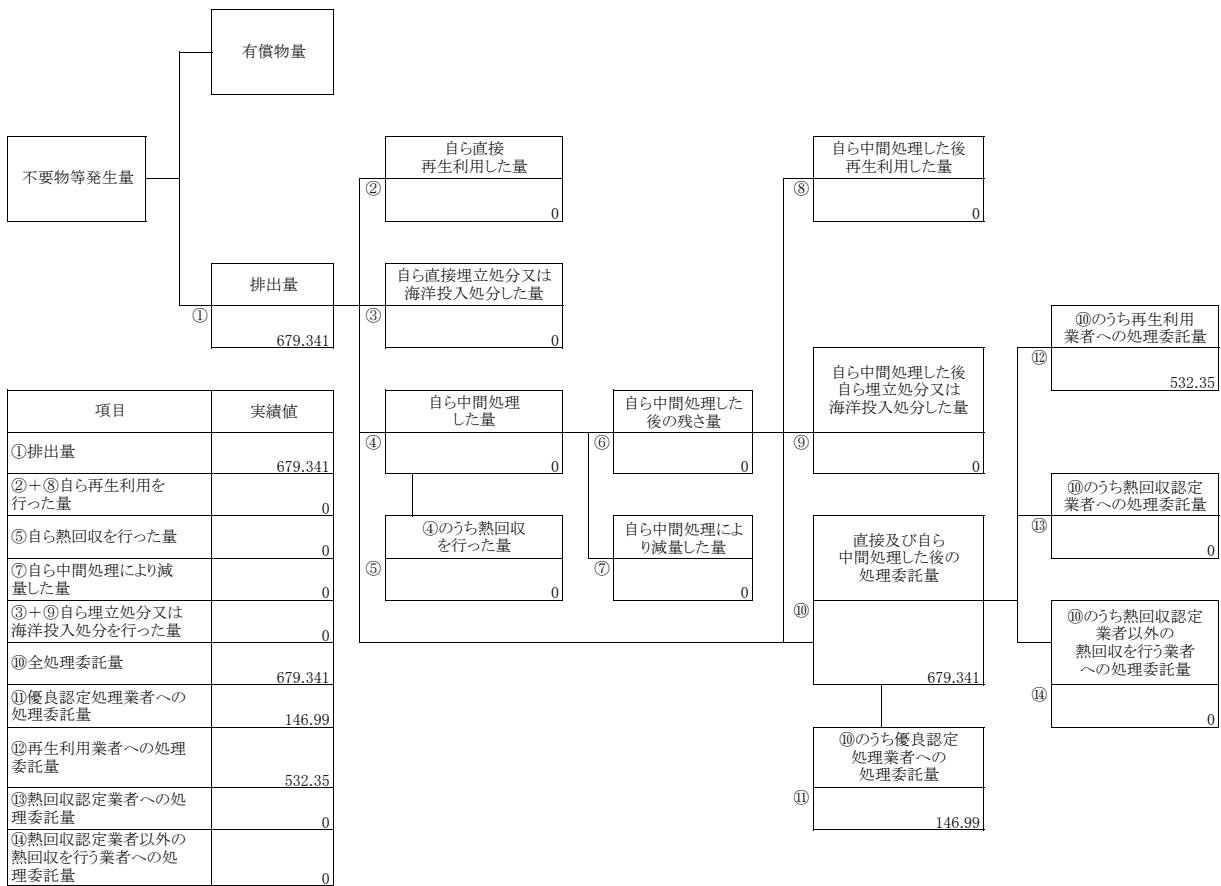 有償物量
不要物等発生量
自ら直接
再生利用した量
②
0
自ら中間処理した後
再生利用した量
⑧
0
排出量
①
679.341
自ら直接埋立処分又は
海洋投入処分した量
③
0
⑩のうち再生利用
業者への処理委託量
⑫
532.35
自ら中間処理
した量
④
0
自ら中間処理した
後の残さ量
⑥
0
自ら中間処理した後
自ら埋立処分又は
海洋投入処分した量
⑨
0
⑩のうち熱回収認定
業者への処理委託量
⑬
0
④のうち熱回収
を行った量
⑤
0
自ら中間処理によ
り減量した量
⑦
0
直接及び自ら
中間処理した後の
処理委託量
⑩
679.341
⑩のうち熱回収認定
業者以外の
熱回収を行う業者
への処理委託量
⑭
0
⑩のうち優良認定
処理業者への
処理委託量
⑪
146.99
項目 実績値
①排出量 679.341
②+⑧自ら再生利用を
行った量 0
⑤自ら熱回収を行った量 0
⑦自ら中間処理により減
量した量 0
③+⑨自ら埋立処分又は
海洋投入処分を行った量 0
⑩全処理委託量 679.341
⑪優良認定処理業者への
処理委託量 146.99
⑫再生利用業者への処理
委託量 532.35
⑬熱回収認定業者への処
理委託量 0
⑭熱回収認定業者以外の
熱回収を行う業者への処
理委託量 0